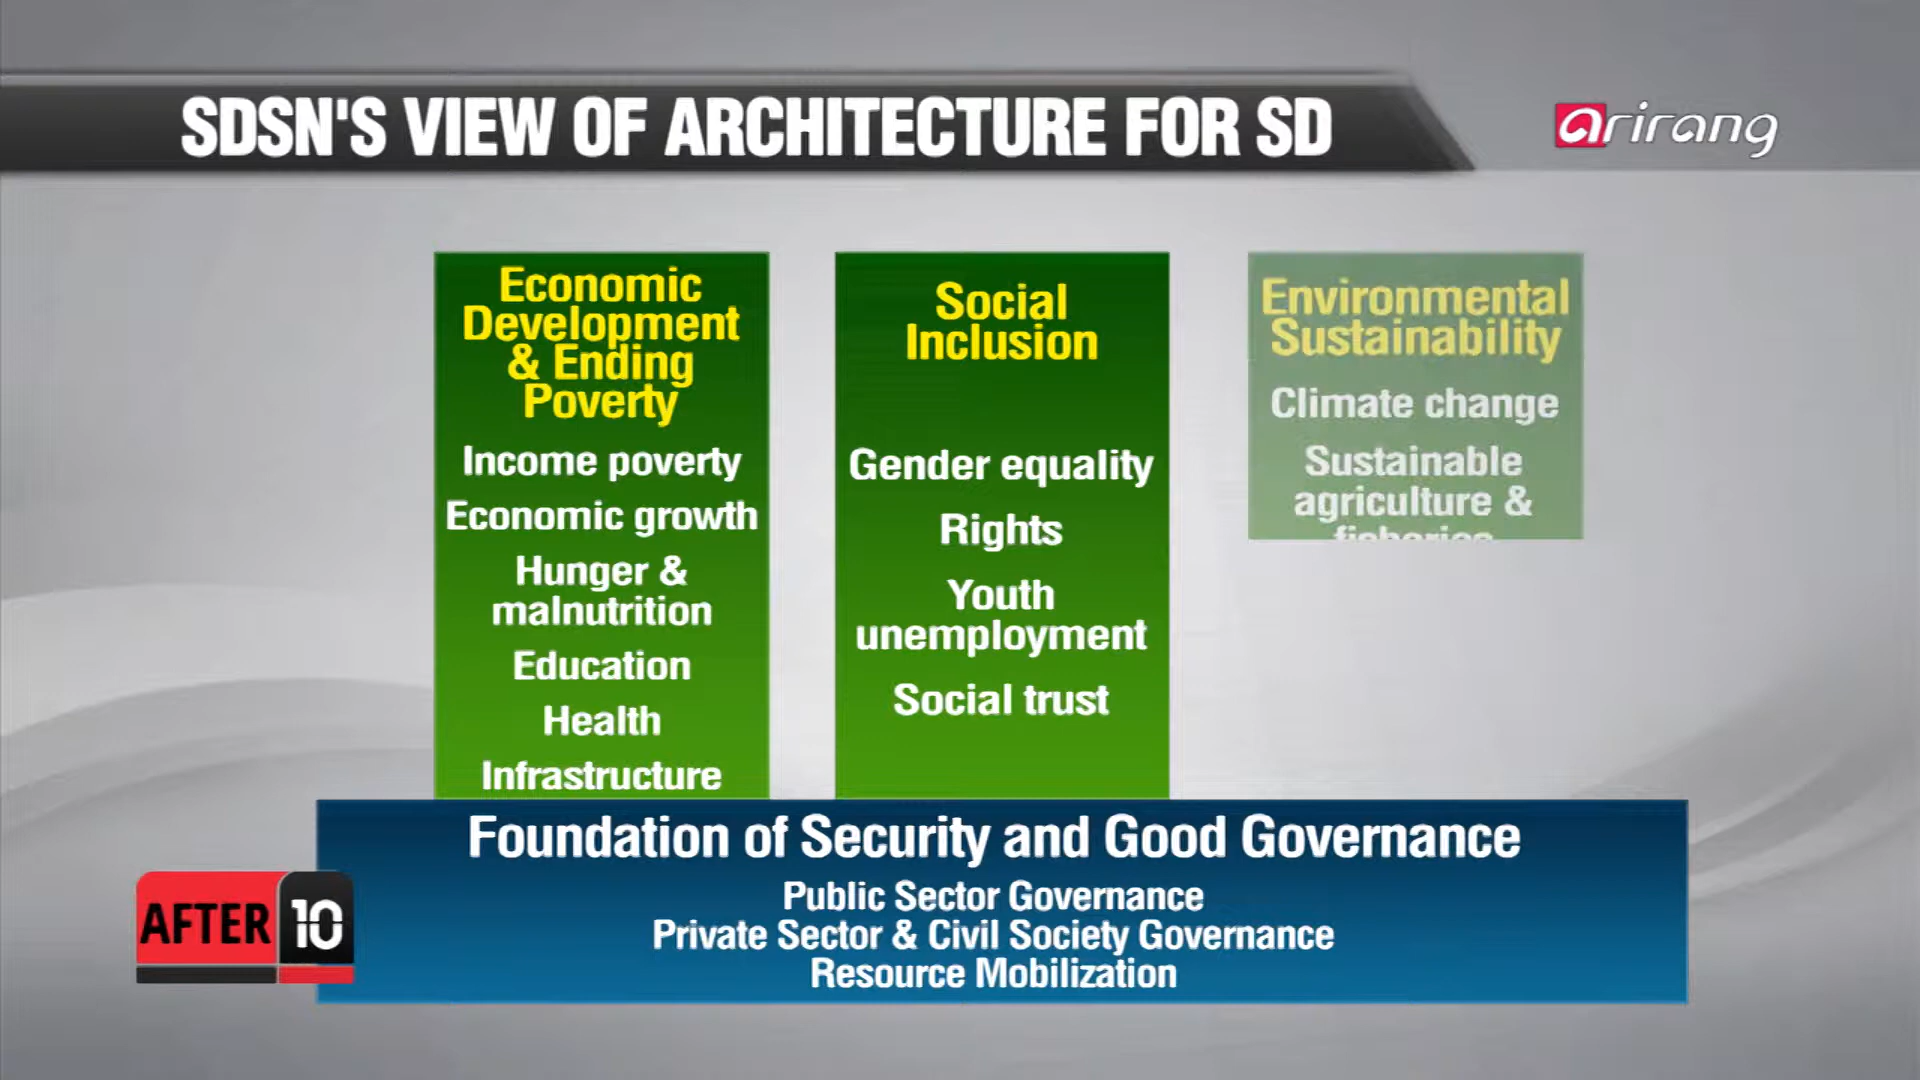 SDSN'S VIEW OF ARCHITECTURE FOR SD
arirang
Economic
Development
& Ending
Poverty
Income poverty
Economic growth
Hunger &
malnutrition
Education
Health
Infrastructure
Social
Inclusion
Gender equality
Rights
Youth
unemployment
Social trust
Environmental
Sustainability
Climate change
Sustainable
agriculture &
fisheries
Foundation of Security and Good Governance
Public Sector Governance
Private Sector & Civil Society Governance
Resource Mobilization
AFTER 10